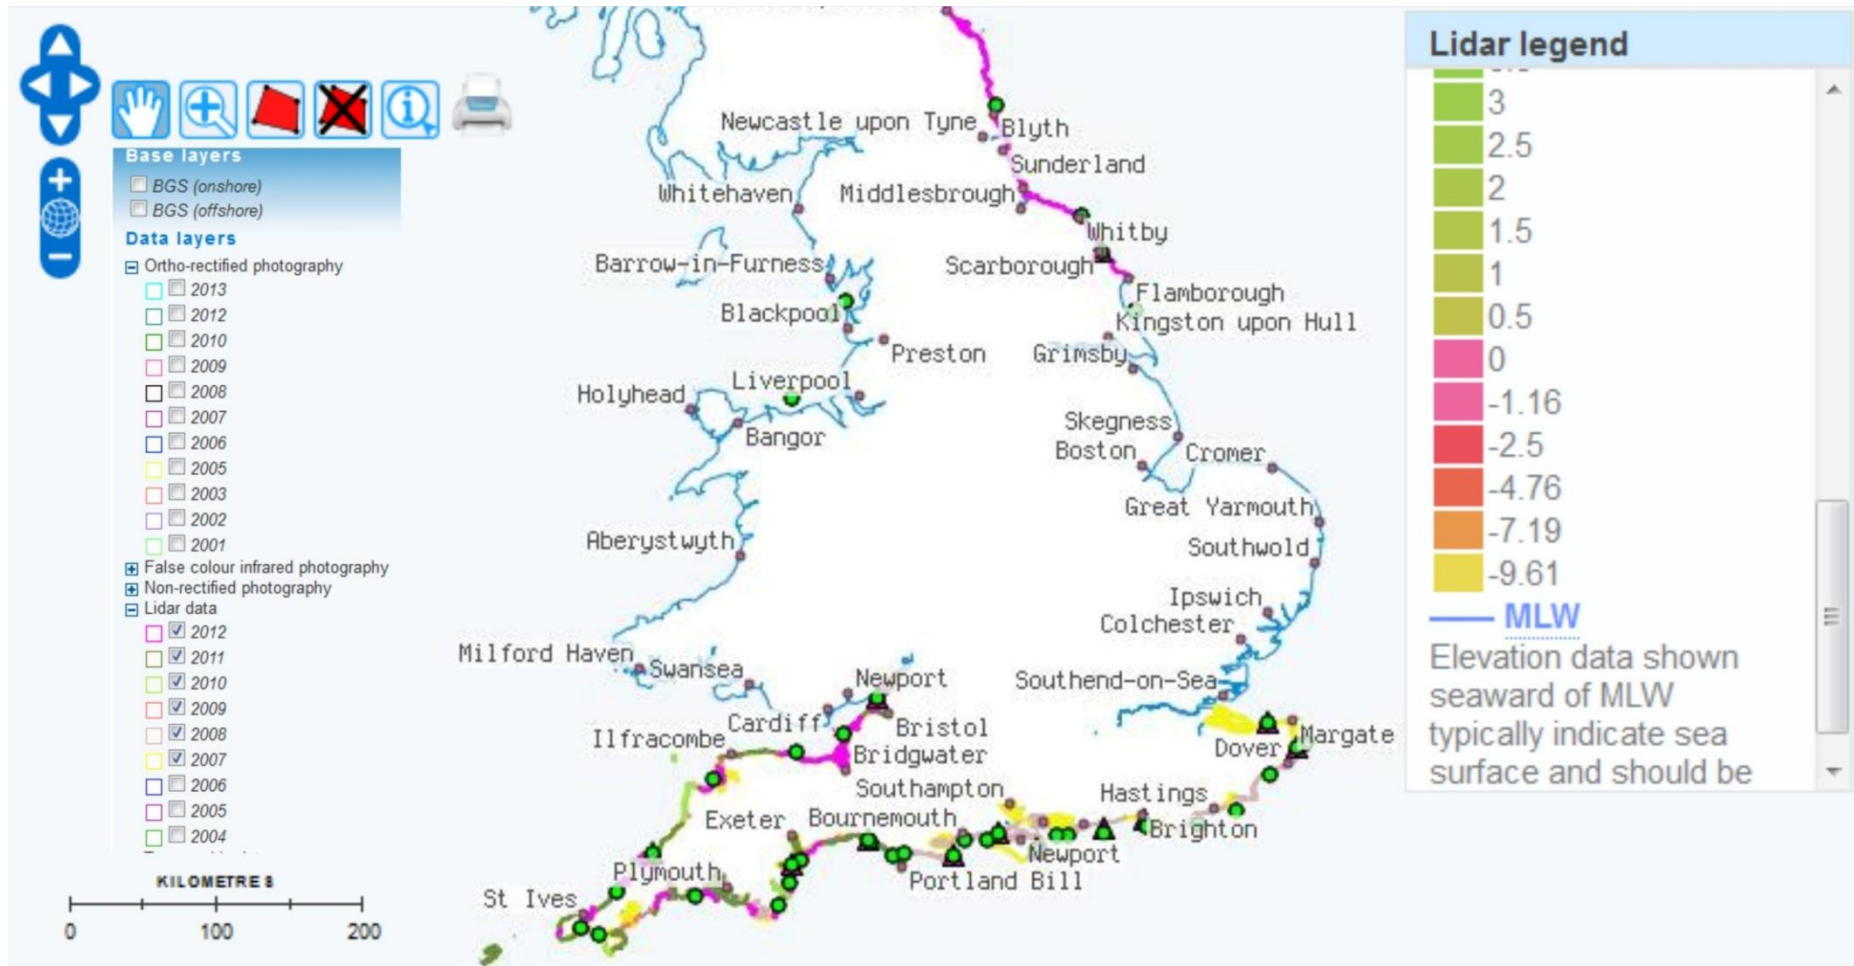 Base layers
BGS (onshore)
BGS (offshore)
Data layers
Ortho-rectified photography
2013
2012
2010
2009
2008
2007
2006
2005
2003
2002
2001
False colour infrared photography
Non-rectified photography
Lidar data
2012
2011
2010
2009
2008
2007
2006
2005
2004
KILOMETRES
0 100 200
Newcastle upon Tyne
Blyth
Sunderland
Whitehaven
Middlesbrough
Whitby
Barrow-in-Furness
Scarborough
Flamborough
Blackpool
Kingston upon Hull
Preston
Grimsby
Liverpool
Holyhead
Bangor
Skegness
Boston
Cromer
Great Yarmouth
Aberystwyth
Southwold
Ipswich
Colchester
Milford Haven
Swansea
Newport
Southend-on-Sea
Cardiff
Bristol
Ilfracombe
Bridgwater
Margate
Dover
Southampton
Hastings
Exeter
Bournemouth
Brighton
Newport
Plymouth
Portland Bill
St Ives
Lidar legend
3
2.5
2
1.5
1
0.5
0
-1.16
-2.5
-4.76
-7.19
-9.61
MLW
Elevation data shown
seaward of MLW
typically indicate sea
surface and should be